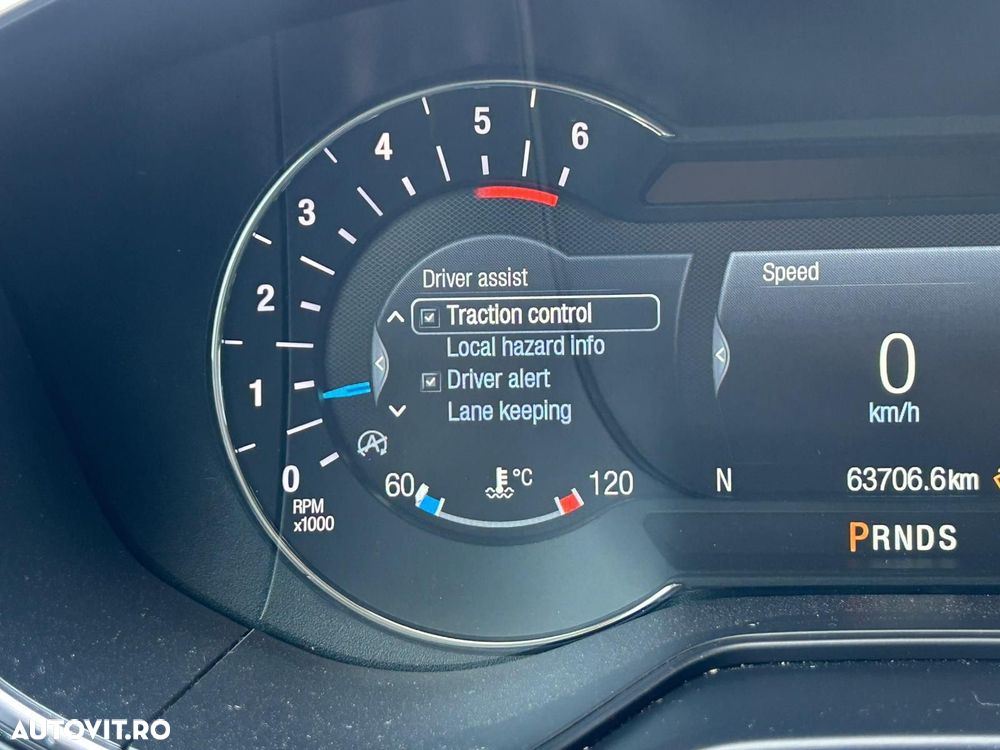 6
5
4
3
2
1
0
RPM
x1000
Driver assist
Traction control
Local hazard info
Driver alert
Lane keeping
60
°C
120
Speed
0
km/h
N
63706.6km
PRNDS
AUTOVIT.RO